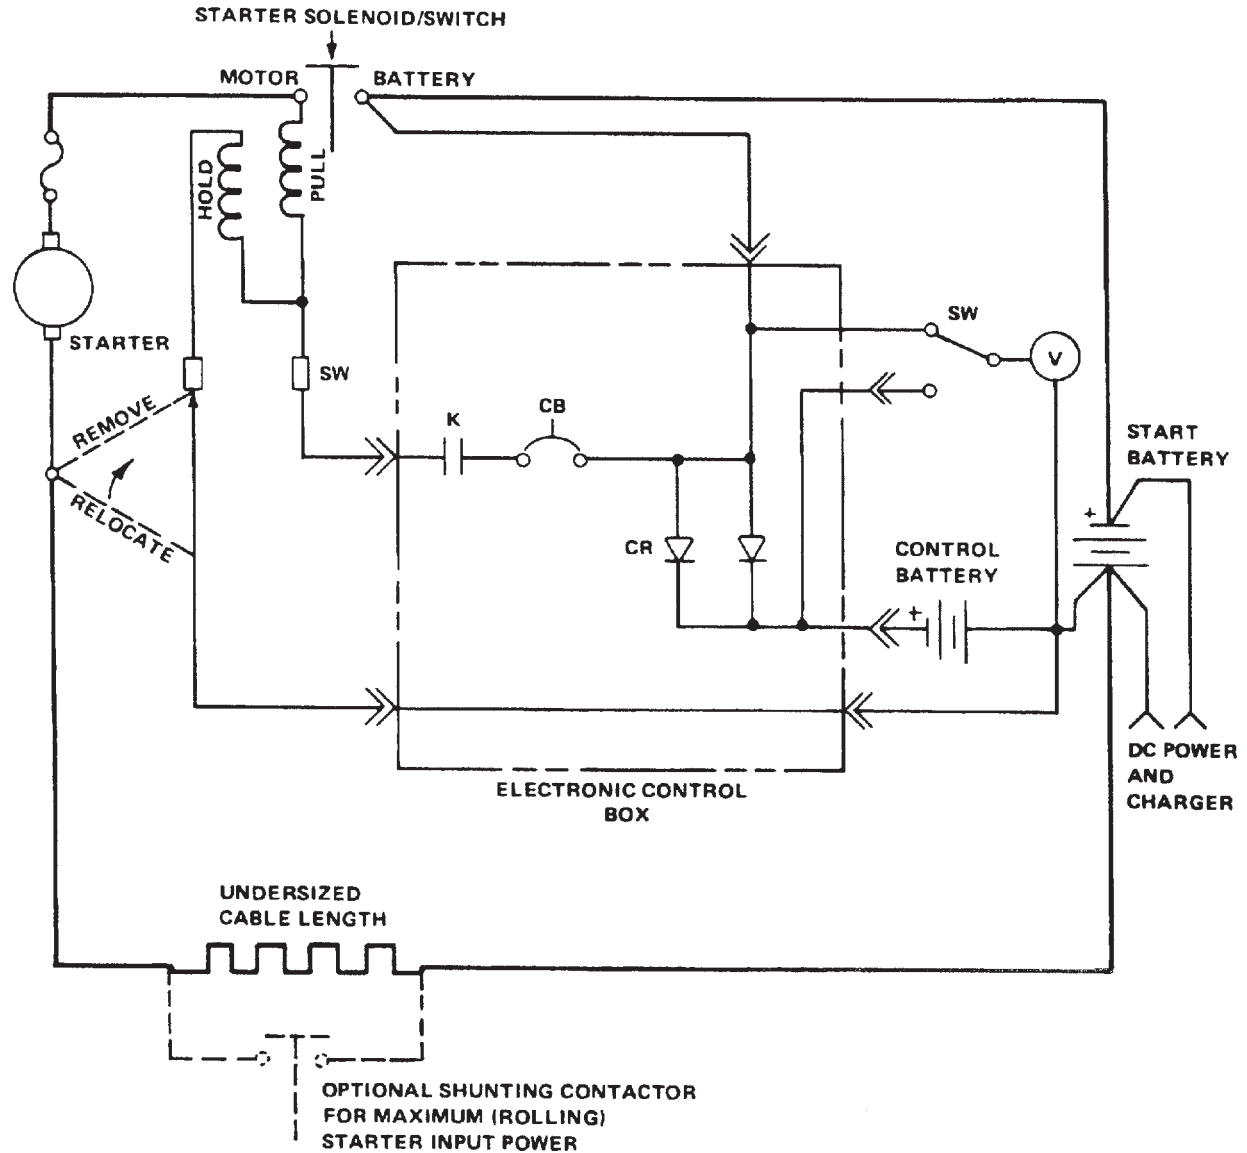 STARTER SOLENOID/SWITCH
MOTOR
BATTERY
HOLD
PULL
STARTER
SW
REMOVE
RELOCATE
K
CB
CR
SW
V
CONTROL
BATTERY
+
START
BATTERY
+
DC POWER
AND
CHARGER
ELECTRONIC CONTROL
BOX
UNDERSIZED
CABLE LENGTH
OPTIONAL SHUNTING CONTACTOR
FOR MAXIMUM (ROLLING)
STARTER INPUT POWER